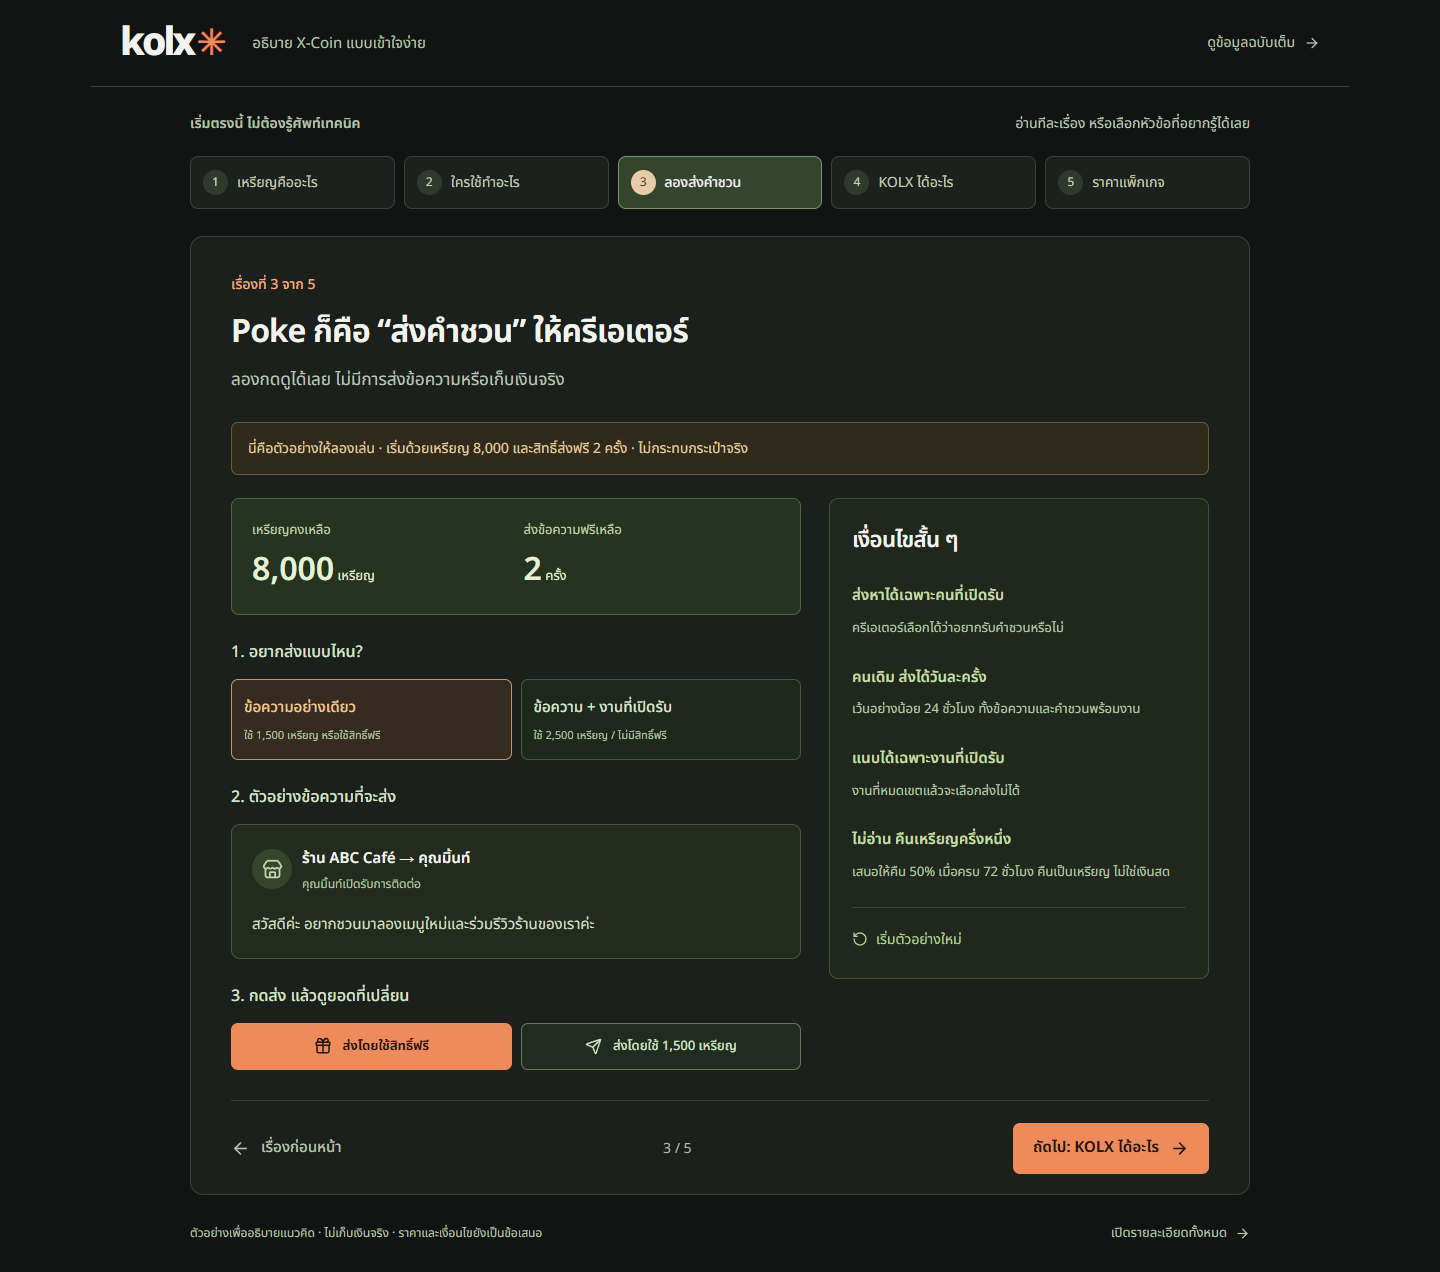 kolx
อธิบาย X-Coin แบบเข้าใจง่าย
ดูข้อมูลฉบับเต็ม
เริ่มตรงนี้ ไม่ต้องรู้ศัพท์เทคนิค
อ่านทีละเรื่อง หรือเลือกหัวข้อที่อยากรู้ได้เลย
1 เหรียญคืออะไร
2 ใครใช้ทำอะไร
3 ลองส่งคำชวน
4 KOLX ได้อะไร
5 ราคาแพ็กเกจ
เรื่องที่ 3 จาก 5
Poke ก็คือ “ส่งคำชวน” ให้ครีเอเตอร์
ลองกดดูได้เลย ไม่มีการส่งข้อความหรือเก็บเงินจริง
นี่คือตัวอย่างให้ลองเล่น · เริ่มด้วยเหรียญ 8,000 และสิทธิ์ส่งฟรี 2 ครั้ง · ไม่กระทบกระเป๋าจริง
เหรียญคงเหลือ
8,000 เหรียญ
ส่งข้อความฟรีเหลือ
2 ครั้ง
1. อยากส่งแบบไหน?
ข้อความอย่างเดียว
ใช้ 1,500 เหรียญ หรือใช้สิทธิ์ฟรี
ข้อความ + งานที่เปิดรับ
ใช้ 2,500 เหรียญ / ไม่มีสิทธิ์ฟรี
2. ตัวอย่างข้อความที่จะส่ง
ร้าน ABC Café → คุณมิ้นท์
คุณมิ้นท์เปิดรับการติดต่อ
สวัสดีค่ะ อยากชวนมาลองเมนูใหม่และร่วมรีวิวร้านของเราค่ะ
3. กดส่ง แล้วดูยอดที่เปลี่ยน
ส่งโดยใช้สิทธิ์ฟรี
ส่งโดยใช้ 1,500 เหรียญ
เงื่อนไขสั้น ๆ
ส่งหาได้เฉพาะคนที่เปิดรับ
ครีเอเตอร์เลือกได้ว่าอยากรับคำชวนหรือไม่
คนเดิม ส่งได้วันละครั้ง
เว้นอย่างน้อย 24 ชั่วโมง ทั้งข้อความและคำชวนพร้อมงาน
แนบได้เฉพาะงานที่เปิดรับ
งานที่หมดเขตแล้วจะเลือกส่งไม่ได้
ไม่อ่าน คืนเหรียญครึ่งหนึ่ง
เสนอให้คืน 50% เมื่อครบ 72 ชั่วโมง คืนเป็นเหรียญ ไม่ใช่เงินสด
เริ่มตัวอย่างใหม่
เรื่องก่อนหน้า
3 / 5
ถัดไป: KOLX ได้อะไร
ตัวอย่างเพื่ออธิบายแนวคิด · ไม่เก็บเงินจริง · ราคาและเงื่อนไขยังเป็นข้อเสนอ
เปิดรายละเอียดทั้งหมด